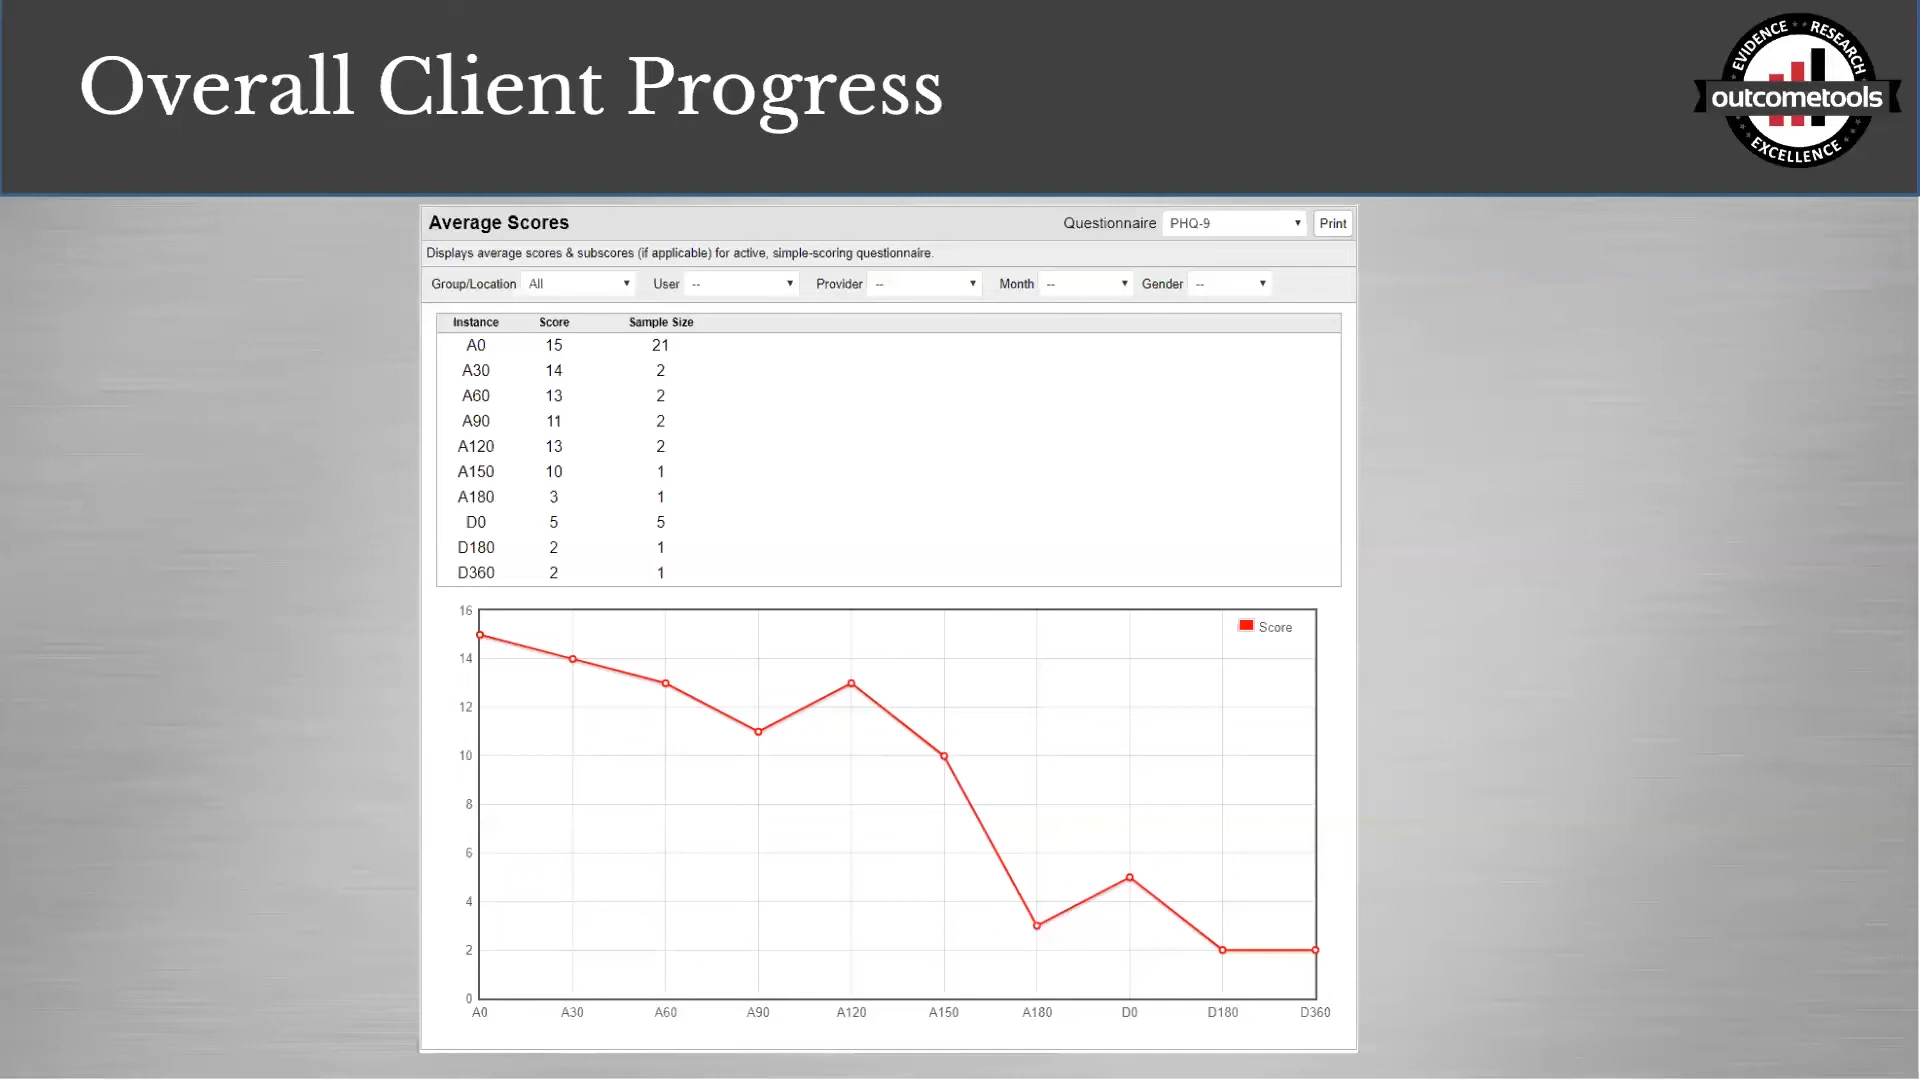 Overall Client Progress
EVIDENCE ★★ RESEARCH
outcometools
EXCELLENCE
Average Scores
Questionnaire PHQ-9 Print
Displays average scores & subscores (if applicable) for active, simple-scoring questionnaire.
Group/Location All User -- Provider -- Month -- Gender --
Instance Score Sample Size
A0 15 21
A30 14 2
A60 13 2
A90 11 2
A120 13 2
A150 10 1
A180 3 1
D0 5 5
D180 2 1
D360 2 1
16
Score
14
12
10
8
6
4
2
0
A0 A30 A60 A90 A120 A150 A180 D0 D180 D360